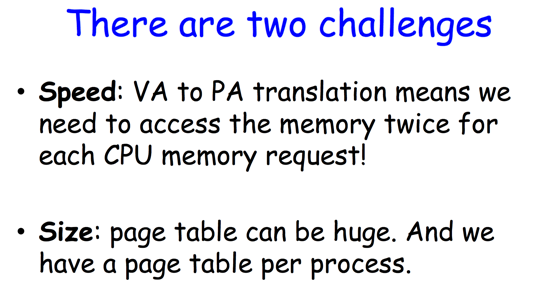 There are two challenges
• Speed: VA to PA translation means we
need to access the memory twice for
each CPU memory request!
• Size: page table can be huge. And we
have a page table per process.